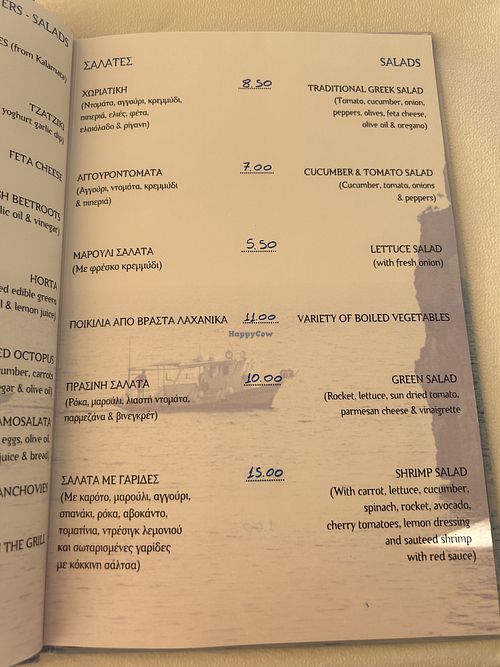 ERS - SALADS
ES (from Kalamata)
TZATZIKI
yoghurt garlic dip)
FETA CHEESE
SH BEETROOTS
lic oil & vinegar)
HORTA
ed edible greens
l & lemon juice)
ED OCTOPUS
cumber, carrots
egar & olive oil)
AMOSALATA
eggs, olive oil,
juice & bread)
ANCHOVIES
THE GRILL
ΣΑΛΑΤΕΣ SALADS
ΧΩΡΙΑΤΙΚΗ 8,50 TRADITIONAL GREEK SALAD
(Ντομάτα, αγγούρι, κρεμμύδι, (Tomato, cucumber, onion,
πιπεριά, ελιές, φέτα, peppers, olives, feta cheese,
ελαιόλαδο & ρίγανη) olive oil & oregano)
ΑΓΓΟΥΡΟΝΤΟΜΑΤΑ 7.00 CUCUMBER & TOMATO SALAD
(Αγγούρι, ντομάτα, κρεμμύδι (Cucumber, tomato, onions
& πιπεριά) & peppers)
ΜΑΡΟΥΛΙ ΣΑΛΑΤΑ 5.50 LETTUCE SALAD
(Με φρέσκο κρεμμύδι) (with fresh onion)
ΠΟΙΚΙΛΙΑ ΑΠΟ ΒΡΑΣΤΑ ΛΑΧΑΝΙΚΑ 11.00 VARIETY OF BOILED VEGETABLES
HappyCow
ΠΡΑΣΙΝΗ ΣΑΛΑΤΑ 10.00 GREEN SALAD
(Ρόκα, μαρούλι, λιαστή ντομάτα, (Rocket, lettuce, sun dried tomato,
παρμεζάνα & βινεγκρέτ) parmesan cheese & vinaigrette
ΣΑΛΑΤΑ ΜΕ ΓΑΡΙΔΕΣ 15.00 SHRIMP SALAD
(Με καρότο, μαρούλι, αγγούρι, (With carrot, lettuce, cucumber,
σπανάκι, ρόκα, αβοκάντο, spinach, rocket, avocado,
τοματίνια, ντρέσιγκ λεμονιού cherry tomatoes, lemon dressing
και σωταρισμένες γαρίδες and sauteed shrimp
με κόκκινη σάλτσα) with red sauce)